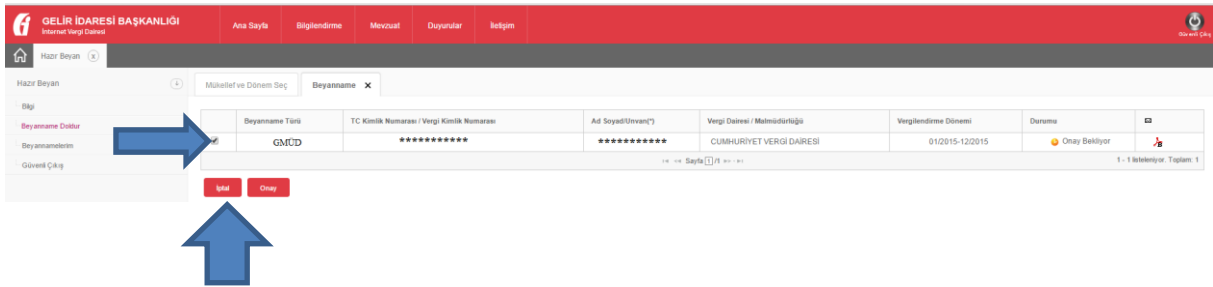 GELİR İDARESİ BAŞKANLIĞI
İnternet Vergi Dairesi
Ana Sayfa Bilgilendirme Mevzuat Duyurular İletişim
Güvenli Çıkış
Hazır Beyan x
Hazır Beyan
Mükellef ve Dönem Seç Beyanname X
Bilgi
Beyanname Doldur
Beyannamelerim
Güvenli Çıkış
Beyanname Türü TC Kimlik Numarası / Vergi Kimlik Numarası Ad Soyad/Unvan(*) Vergi Dairesi / Malmüdürlüğü Vergilendirme Dönemi Durumu
GMÜD *********** *********** CUMHURİYET VERGİ DAİRESİ 01/2015-12/2015 Onay Bekliyor B
Sayfa 1 /1
1 - 1 listeleniyor. Toplam: 1
İptal Onay